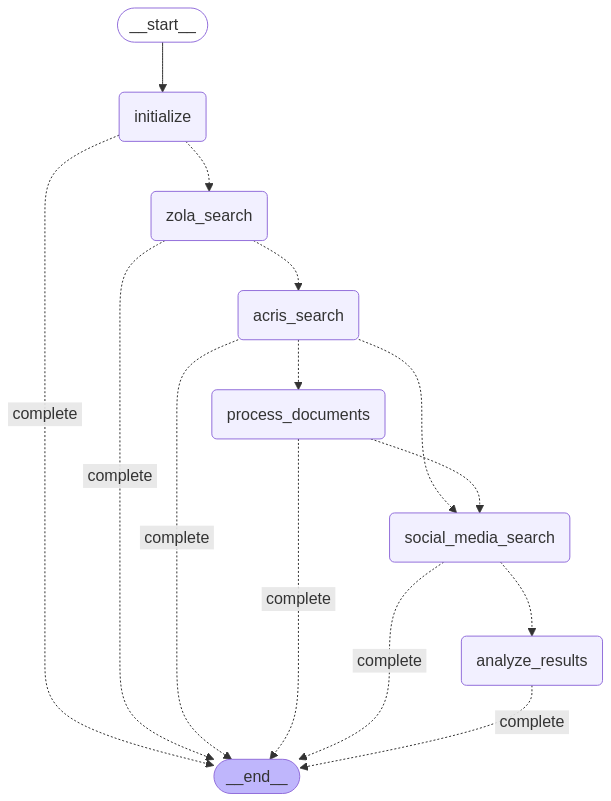 __start__
initialize
zola_search
acris_search
complete
process_documents
complete
complete
social_media_search
complete
complete
analyze_results
complete
__end__